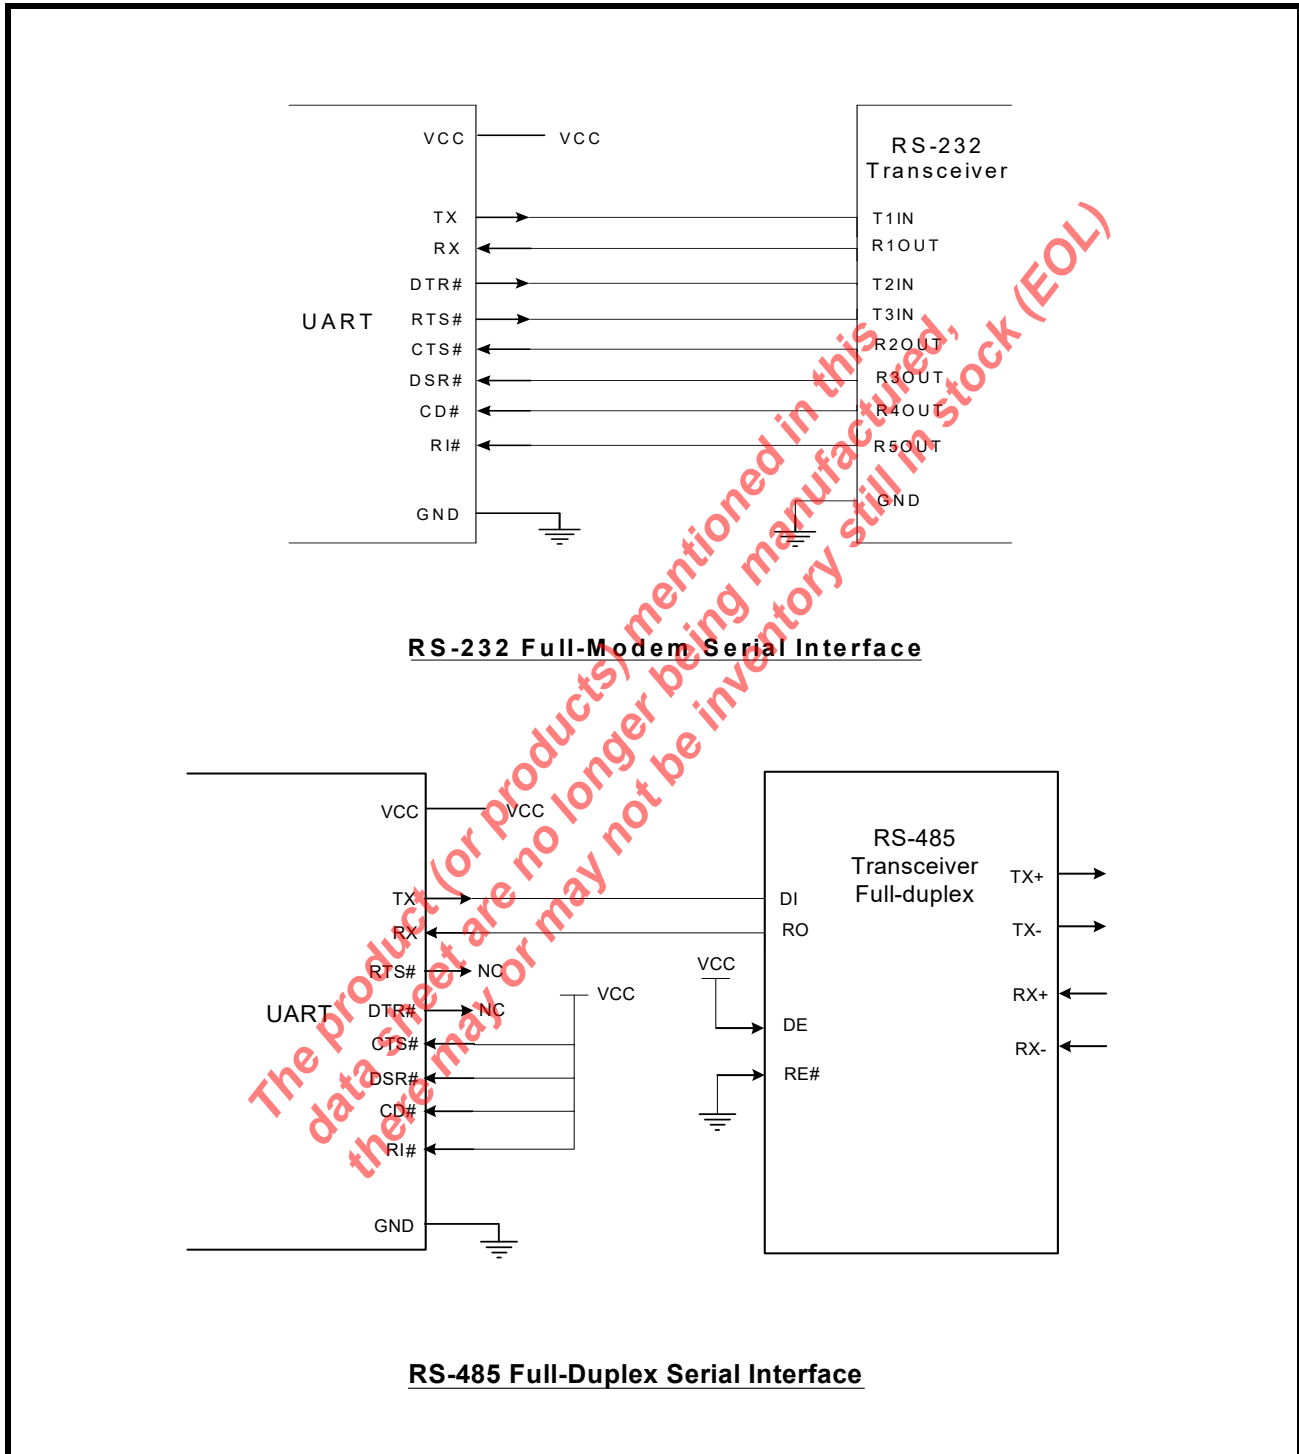 VCC
VCC
RS-232
Transceiver
TX
T1IN
RX
R1OUT
DTR#
T2IN
UART
RTS#
T3IN
CTS#
R2OUT
DSR#
R3OUT
CD#
R4OUT
RI#
R5OUT
GND
GND
RS-232 Full-Modem Serial Interface
VCC
VCC
RS-485
Transceiver
Full-duplex
TX+
TX
DI
RX
RO
TX-
RTS#
NC
VCC
VCC
RX+
UART
DTR#
NC
DE
CTS#
RX-
DSR#
RE#
CD#
RI#
GND
RS-485 Full-Duplex Serial Interface
The product (or products) mentioned in this
data sheet are no longer being manufactured,
there may or may not be inventory still in stock (EOL)